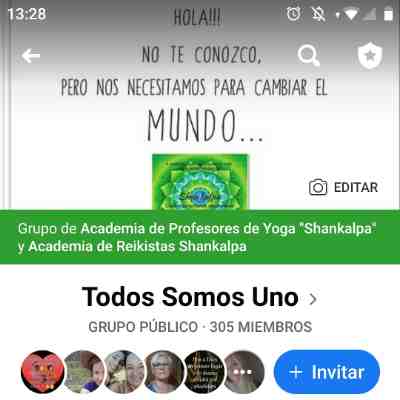 13:28
HOLA!!!
NO TE CONOZCO,
PERO NOS NECESITAMOS PARA CAMBIAR EL
MUNDO...
EDITAR
Grupo de Academia de Profesores de Yoga "Shankalpa"
y Academia de Reikistas Shankalpa
Todos Somos Uno
GRUPO PÚBLICO · 305 MIEMBROS
+ Invitar